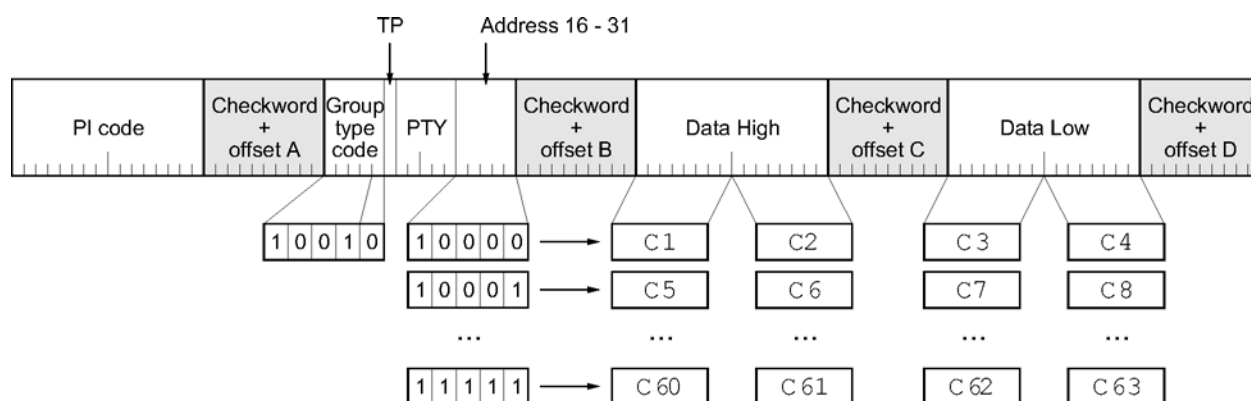 TP Address 16 - 31
PI code Checkword + offset A Group type code PTY Checkword + offset B Data High Checkword + offset C Data Low Checkword + offset D
1 0 0 1 0 1 0 0 0 0 C1 C2 C3 C4
1 0 0 0 1 C5 C6 C7 C8
... ... ... ... ...
1 1 1 1 1 C60 C61 C62 C63